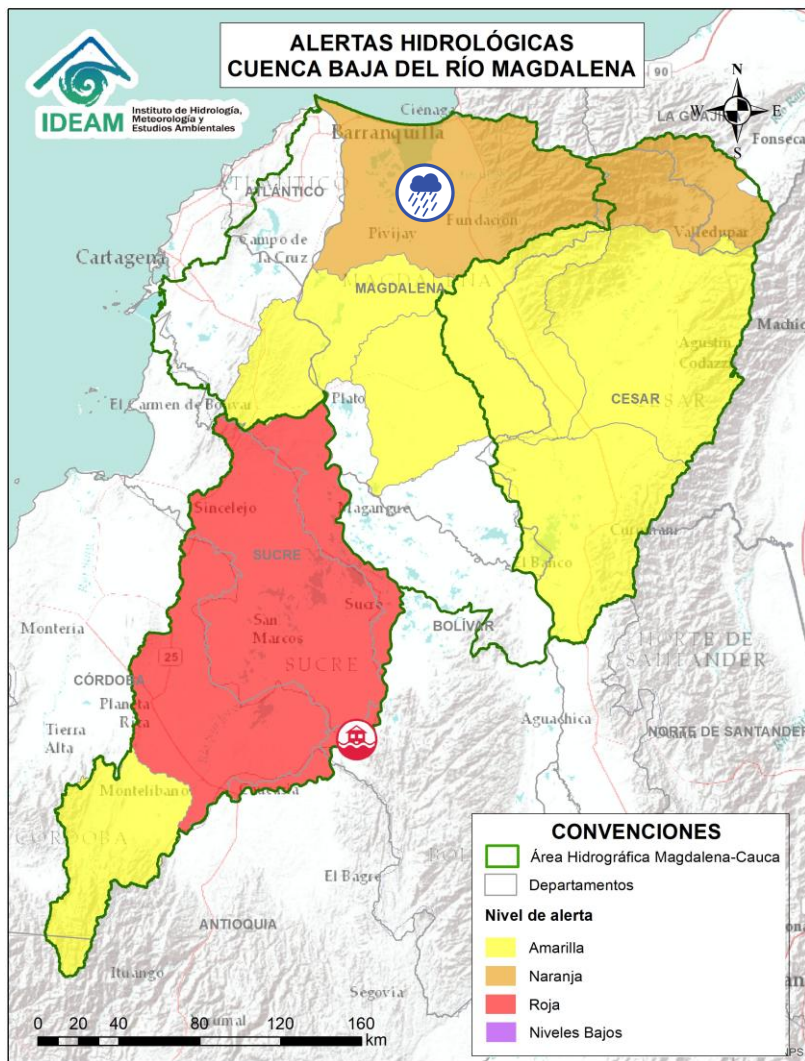 ALERTAS HIDROLÓGICAS
CUENCA BAJA DEL RÍO MAGDALENA
IDEAM
Instituto de Hidrología,
Meteorología y
Estudios Ambientales
N
W
E
S
90
LA GUAJI
Fonseca
Ciénaga
Barranquilla
ATLÁNTICO
Fundación
Pivijay
Valledupar
Campo de
la Cruz
Cartagena
MAGDALENA
Agustín
Codazzi
El Carmen de Bolívar
Plato
CESAR
Sincelejo
Magangué
SUCRE
El Banco
San
Marcos
Sucre
SUCRE
BOLÍVAR
Montería
25
CÓRDOBA
Planeta
Rica
NORTE DE
SANTANDER
Tierra
Alta
Aguachica
NORTE DE SANTANDER
Montelíbano
El Bagre
ANTIOQUIA
Ituango
Segovia
CONVENCIONES
Área Hidrográfica Magdalena-Cauca
Departamentos
Nivel de alerta
Amarilla
Naranja
Roja
Niveles Bajos
0 20 40 80 120 160
km